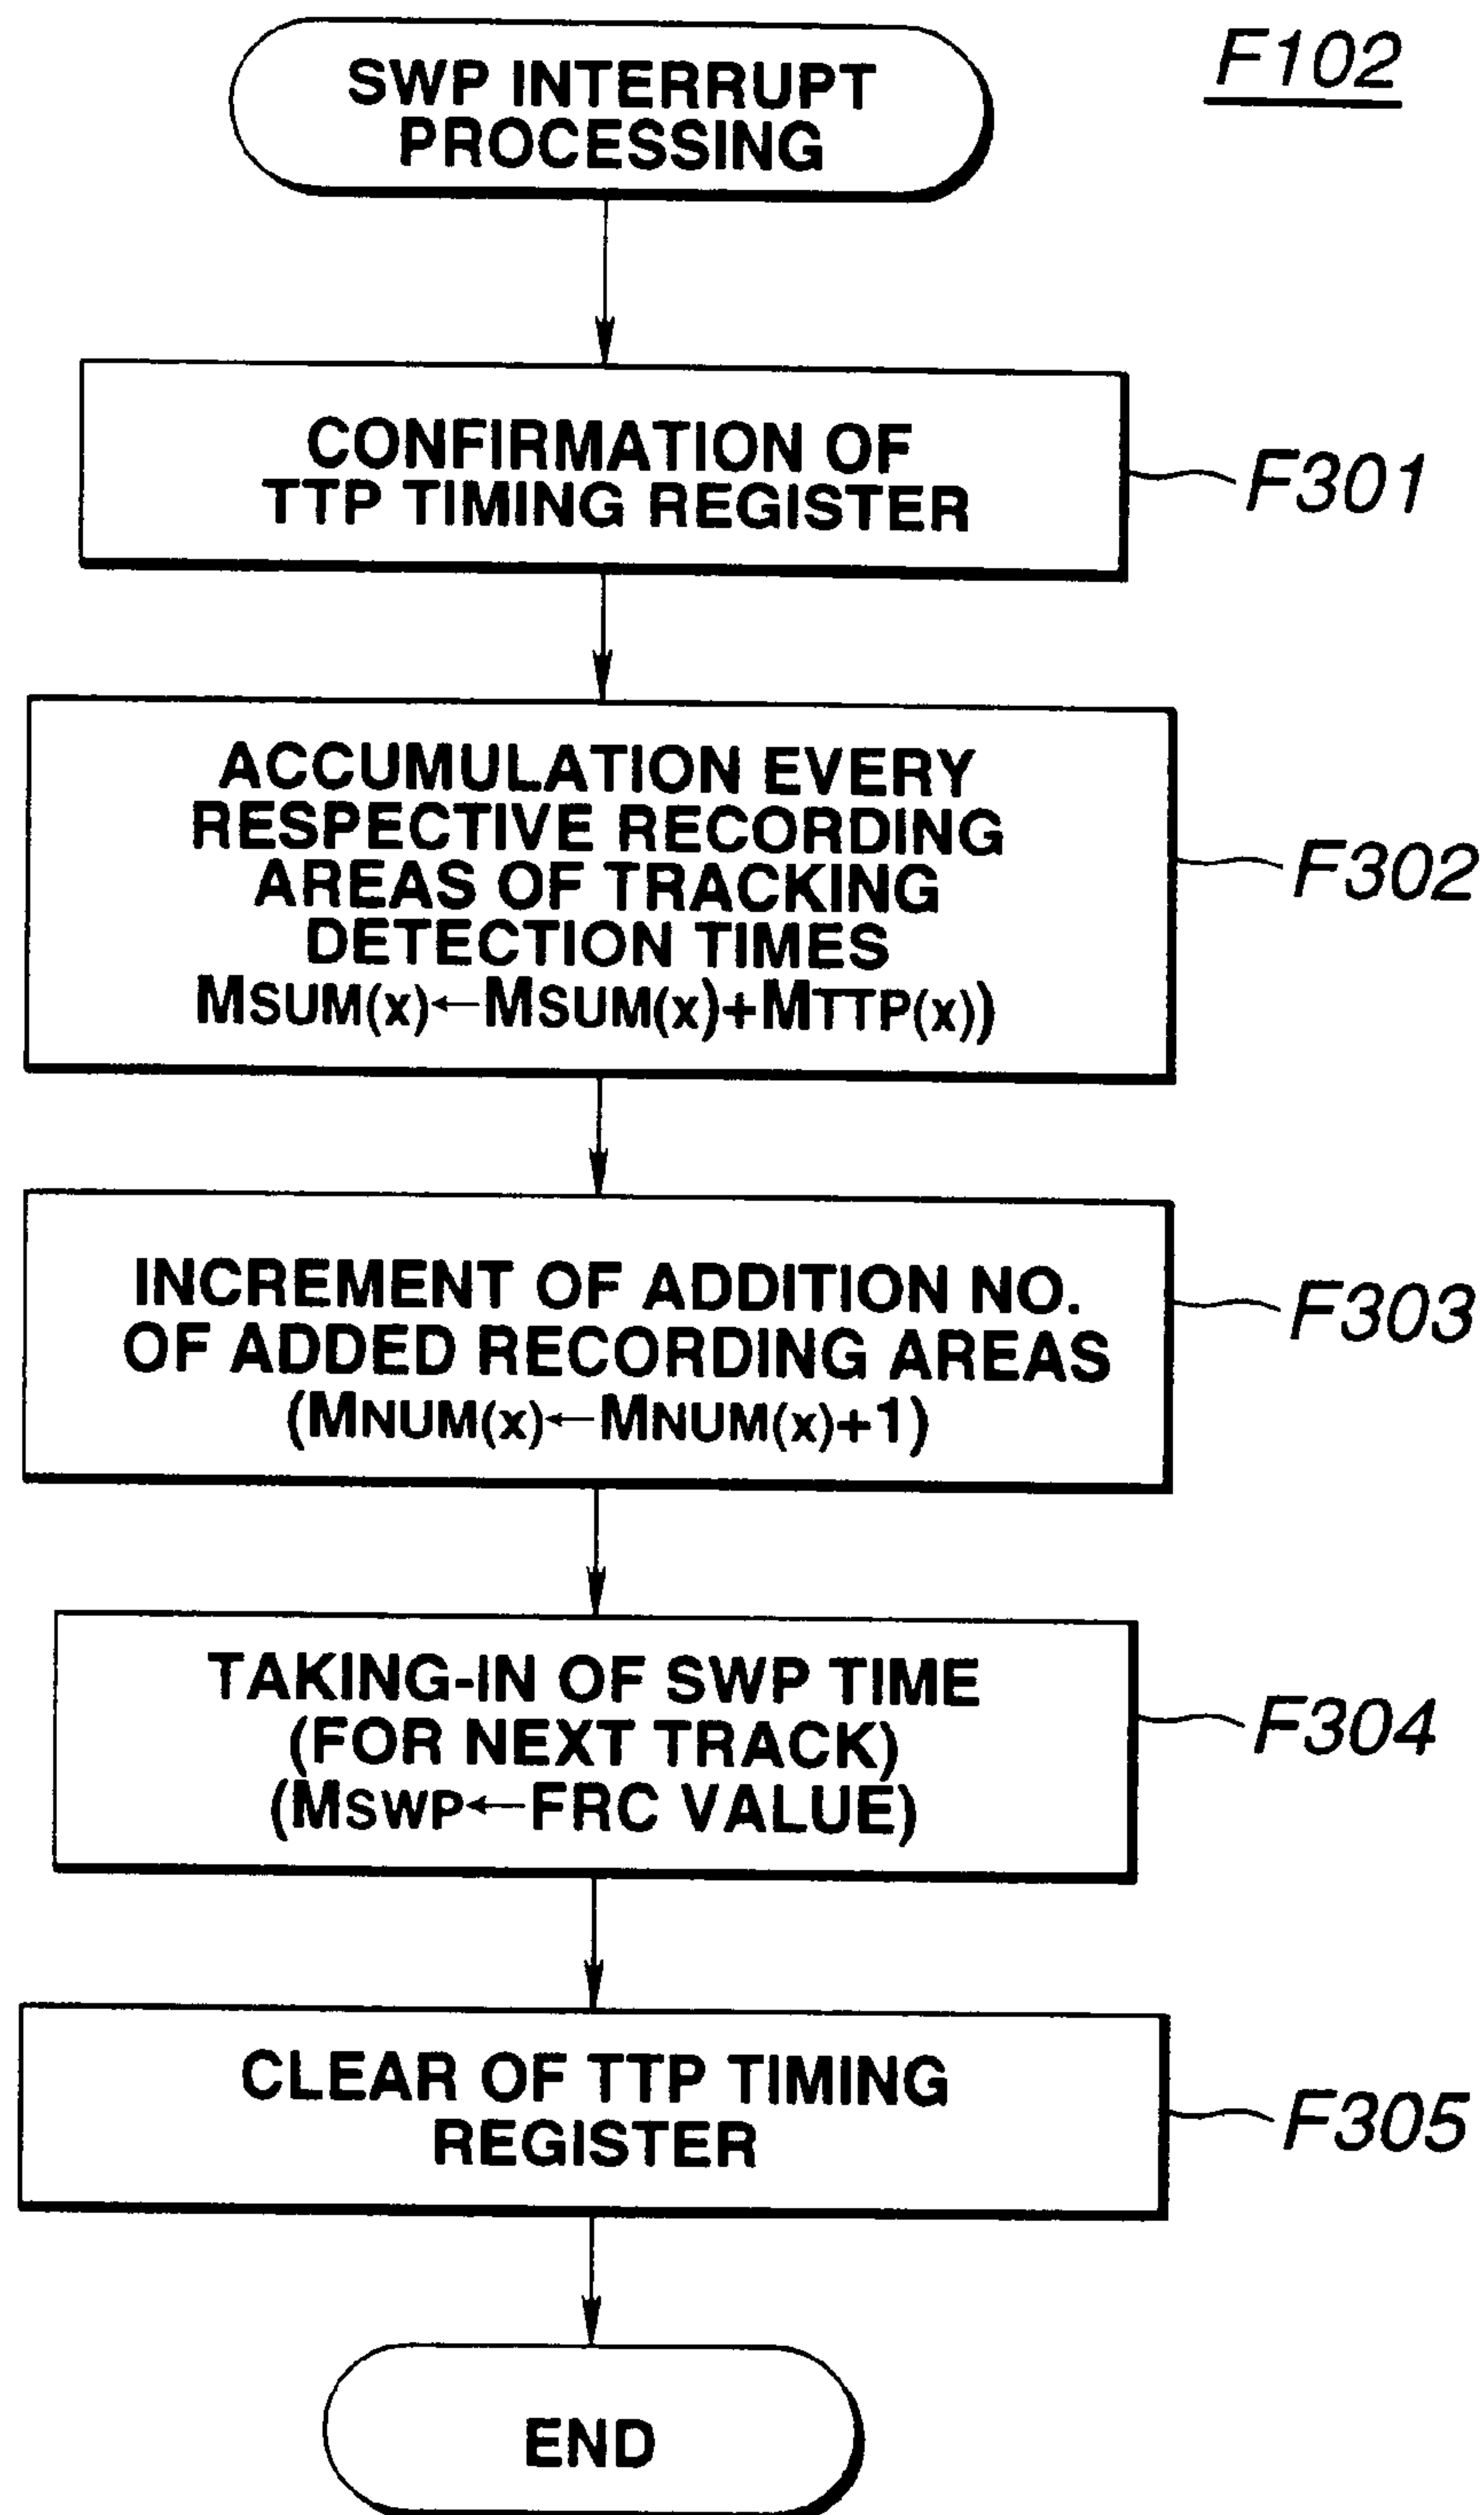 SWP INTERRUPT
PROCESSING
F102
CONFIRMATION OF
TTP TIMING REGISTER
F301
ACCUMULATION EVERY
RESPECTIVE RECORDING
AREAS OF TRACKING
DETECTION TIMES
MSUM(x)←MSUM(x)+MTTP(x))
F302
INCREMENT OF ADDITION NO.
OF ADDED RECORDING AREAS
(MNUM(x)←MNUM(x)+1)
F303
TAKING-IN OF SWP TIME
(FOR NEXT TRACK)
(MSWP←FRC VALUE)
F304
CLEAR OF TTP TIMING
REGISTER
F305
END